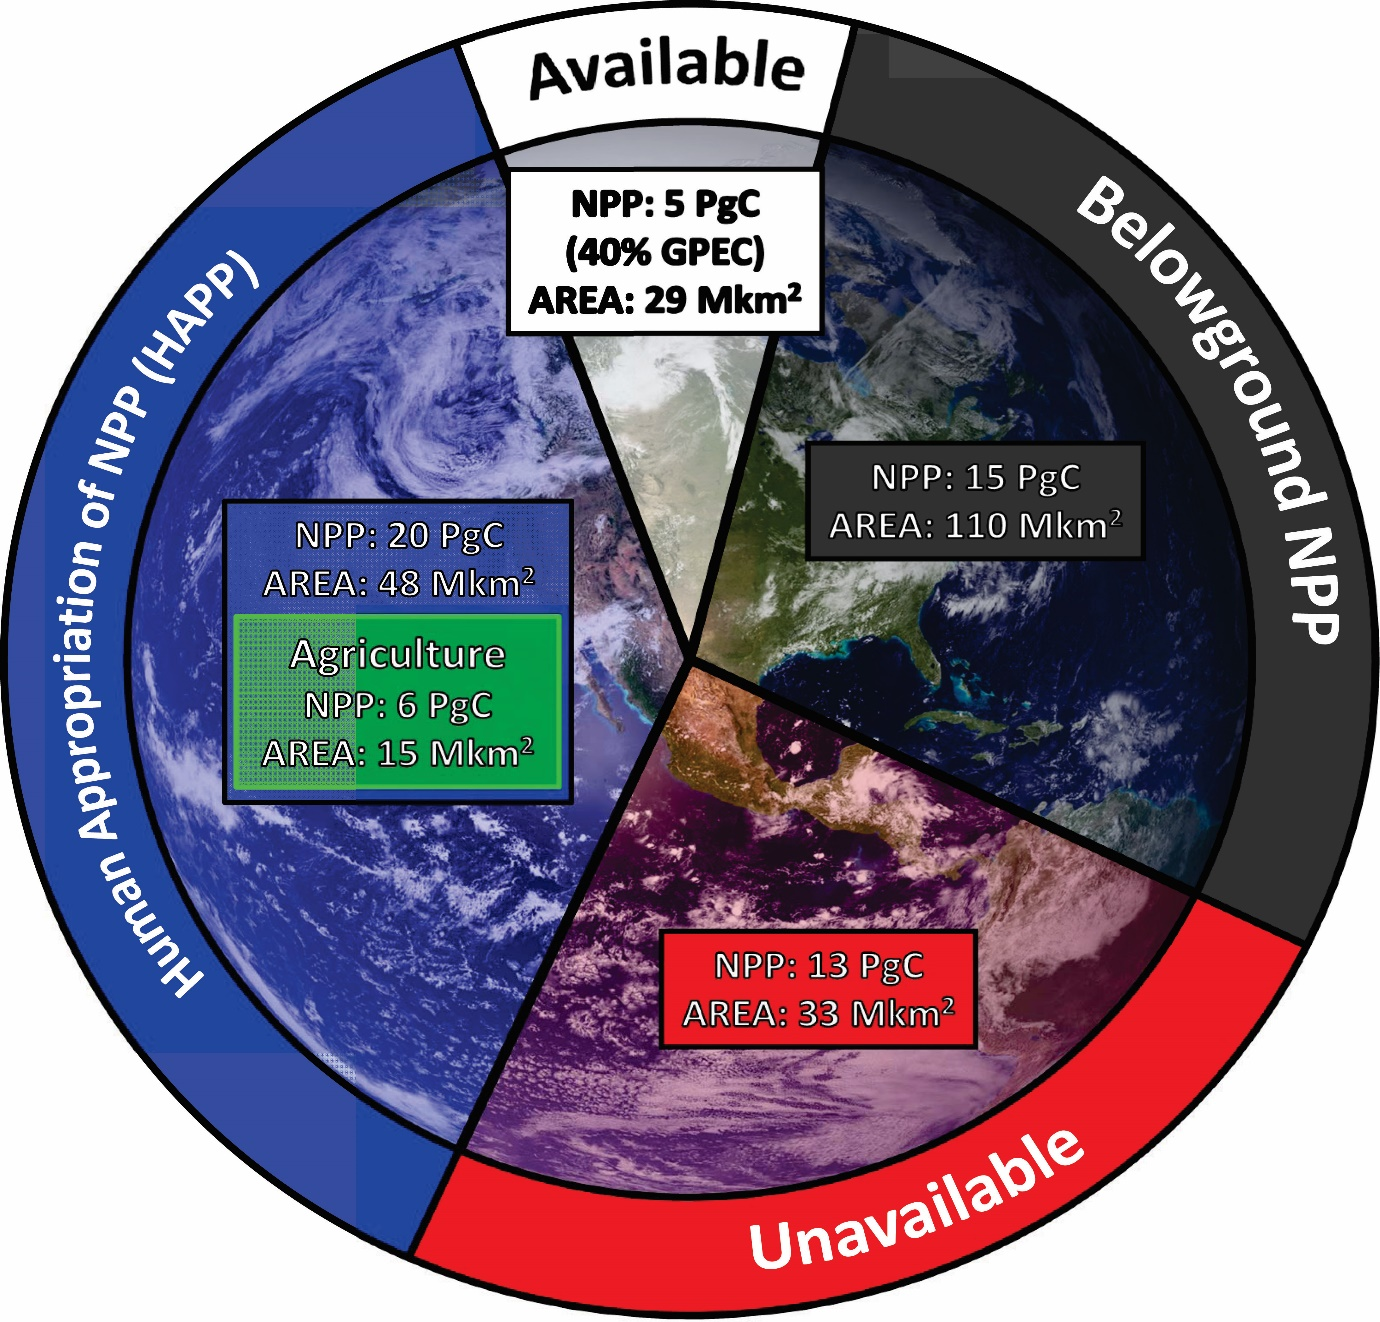 Available
NPP: 5 PgC
(40% GPEC)
AREA: 29 Mkm²
Belowground NPP
NPP: 15 PgC
AREA: 110 Mkm²
Human Appropriation of NPP (HAPP)
NPP: 20 PgC
AREA: 48 Mkm²
Agriculture
NPP: 6 PgC
AREA: 15 Mkm²
NPP: 13 PgC
AREA: 33 Mkm²
Unavailable